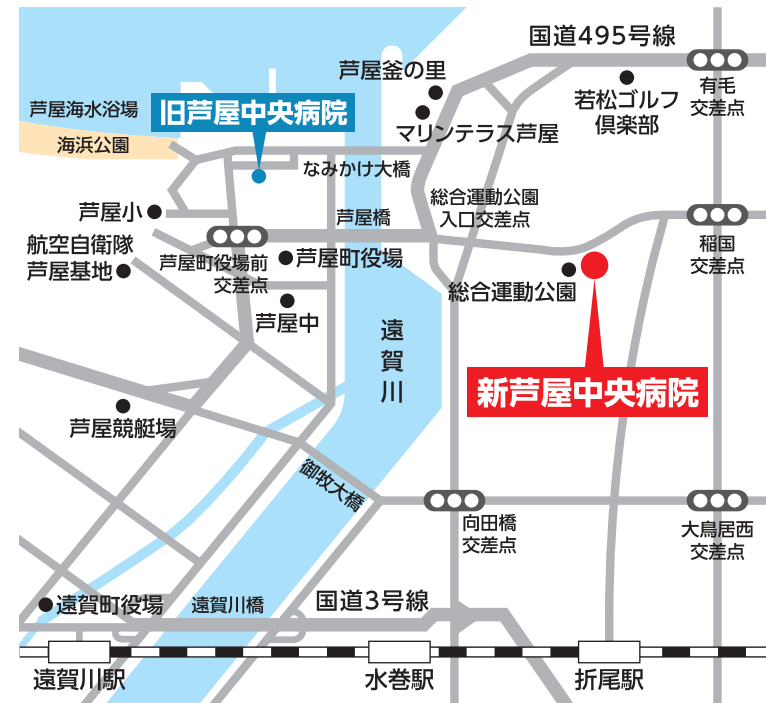 国道495号線
芦屋釜の里
有毛
交差点
若松ゴルフ
倶楽部
芦屋海水浴場
旧芦屋中央病院
マリンテラス芦屋
海浜公園
なみかけ大橋
総合運動公園
入口交差点
芦屋小
芦屋橋
航空自衛隊
芦屋基地
芦屋町役場前
交差点
芦屋町役場
稲国
交差点
総合運動公園
芦屋中
遠賀川
新芦屋中央病院
芦屋競艇場
御牧大橋
向田橋
交差点
大鳥居西
交差点
遠賀町役場
遠賀川橋
国道3号線
遠賀川駅
水巻駅
折尾駅